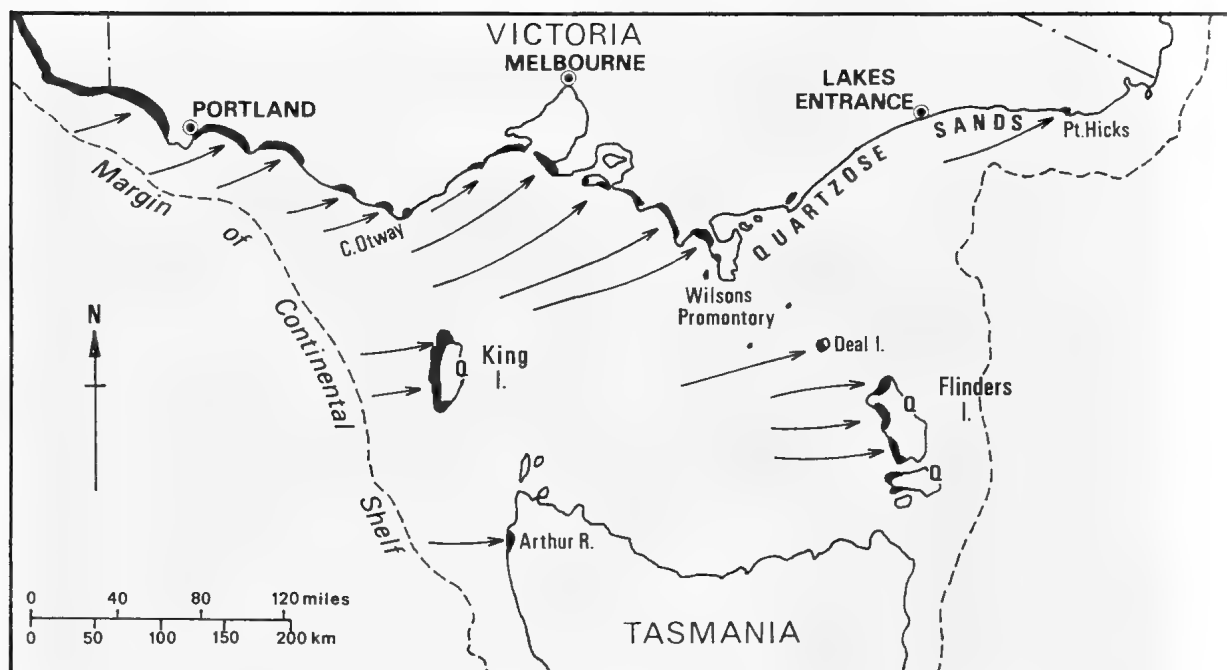 VICTORIA
MELBOURNE
PORTLAND
LAKES
ENTRANCE
QUARTZOSE SANDS
Pt. Hicks
Margin of Continental Shelf
C. Otway
Wilsons
Promontory
N
King
I.
Q
Deal I.
Flinders
I.
Q
Q
Arthur R.
TASMANIA
0 40 80 120 miles
0 50 100 150 200 km